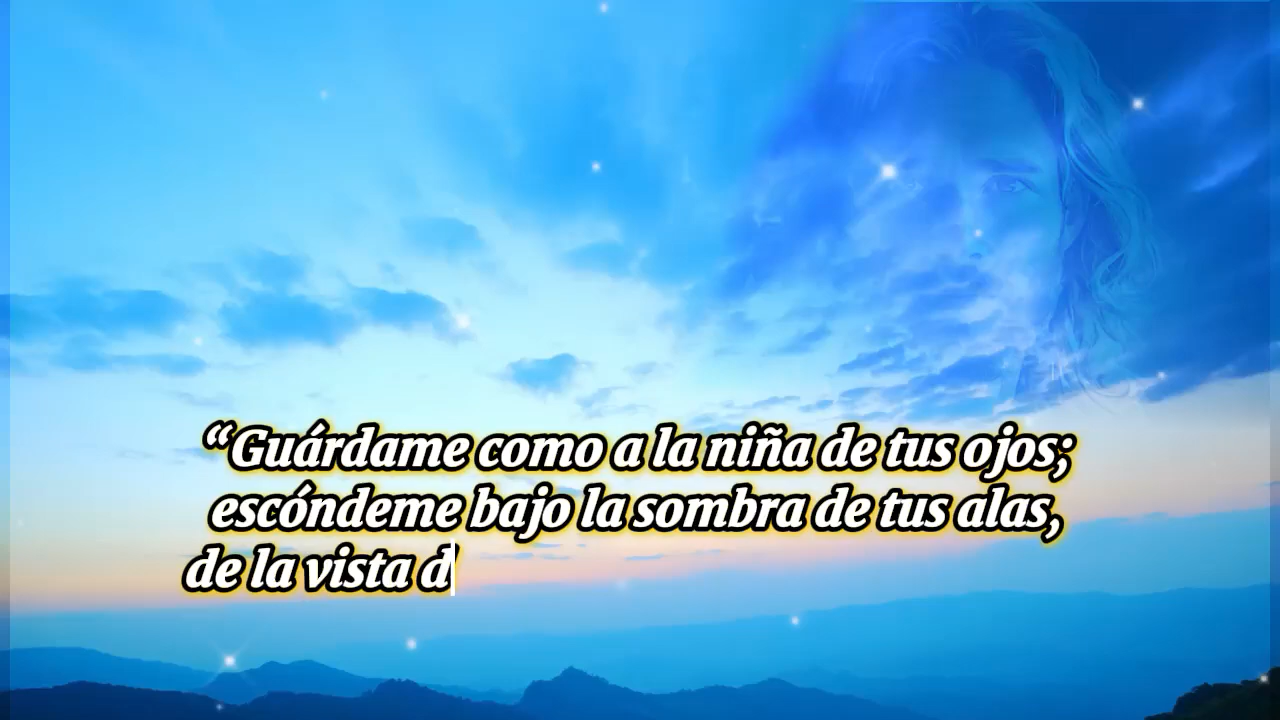 “Guárdame como a la niña de tus ojos;
escóndeme bajo la sombra de tus alas,
de la vista d